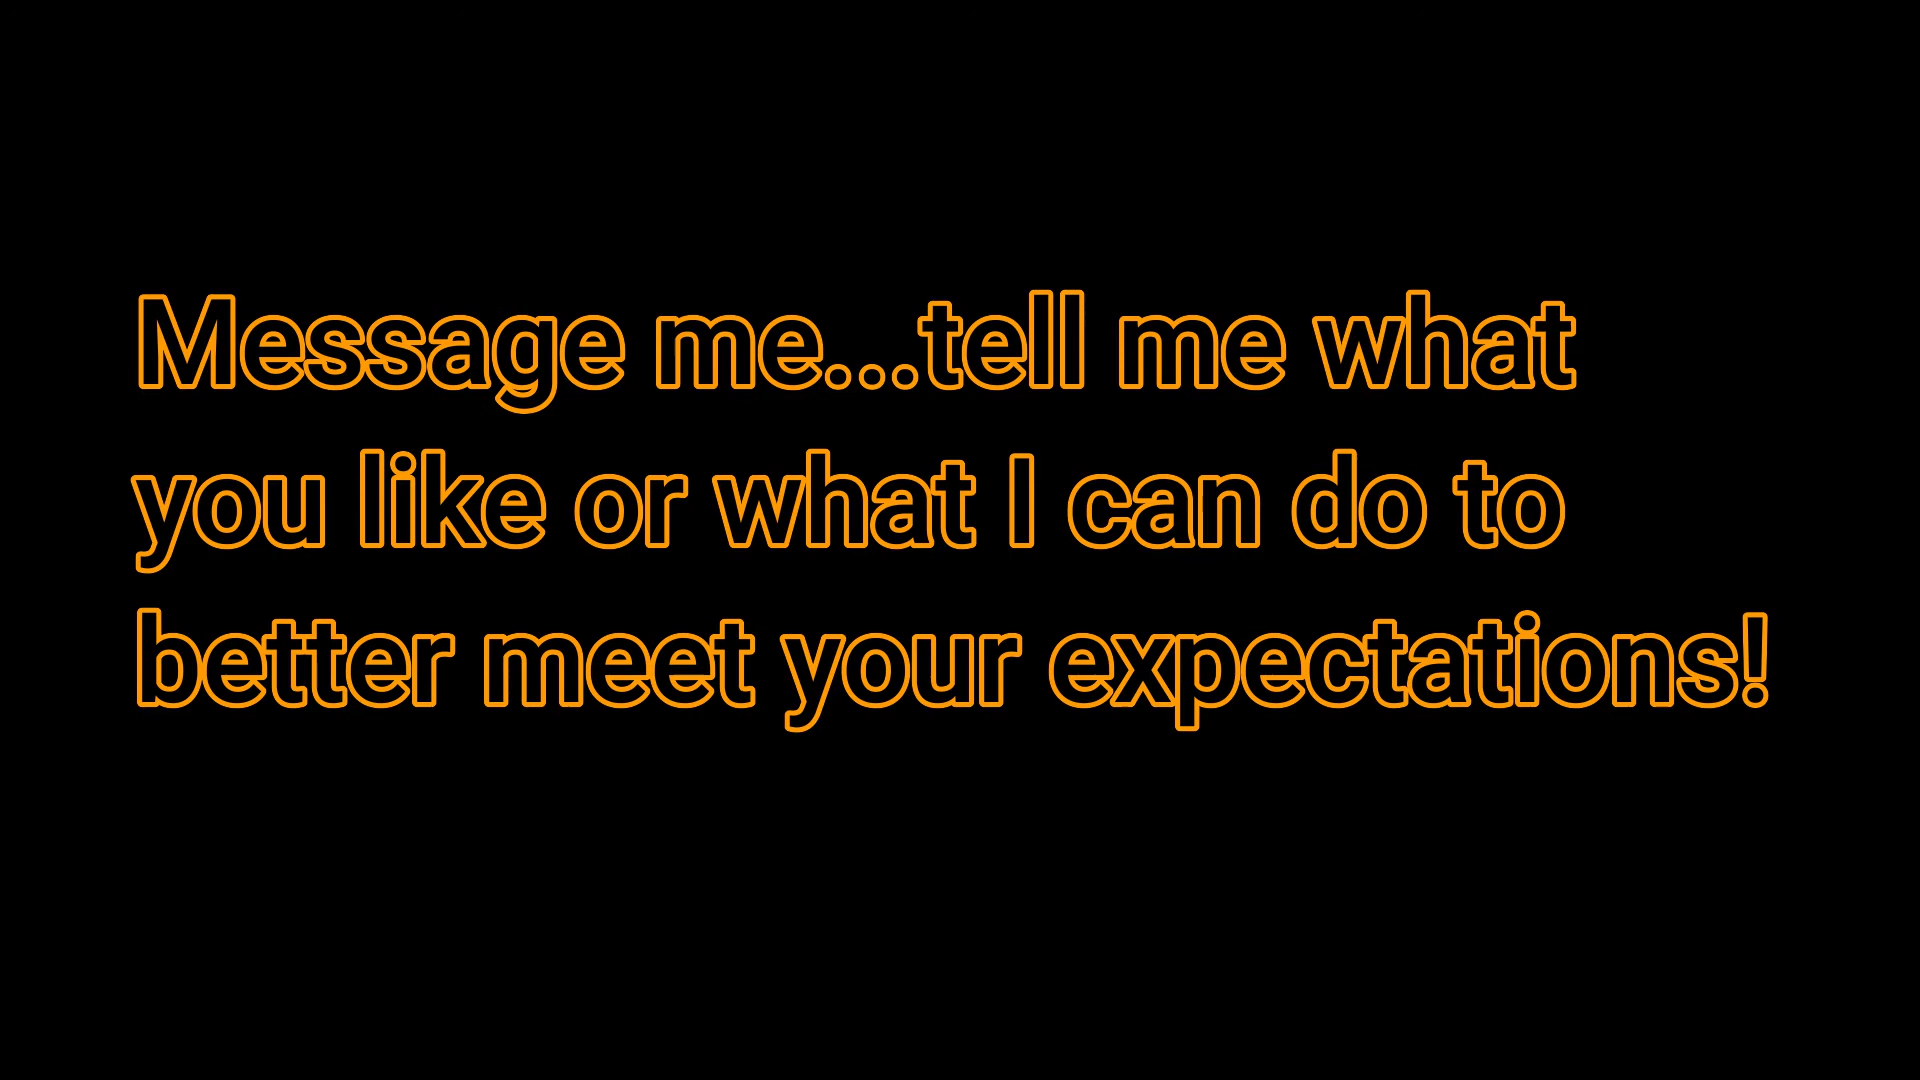 Message me...tell me what
you like or what I can do to
better meet your expectations!